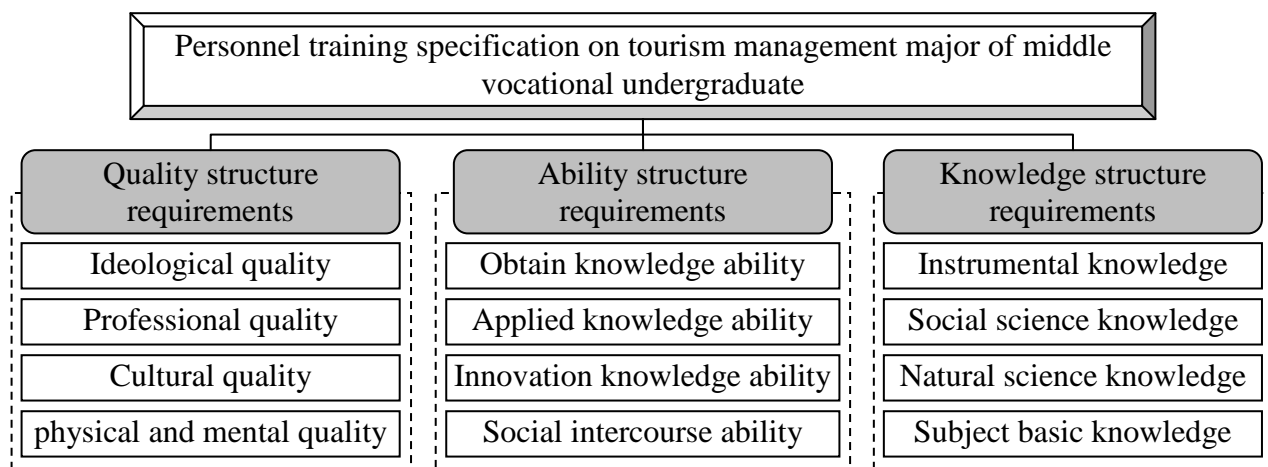 Personnel training specification on tourism management major of middle
vocational undergraduate
Quality structure
requirements
Ideological quality
Professional quality
Cultural quality
physical and mental quality
Ability structure
requirements
Obtain knowledge ability
Applied knowledge ability
Innovation knowledge ability
Social intercourse ability
Knowledge structure
requirements
Instrumental knowledge
Social science knowledge
Natural science knowledge
Subject basic knowledge